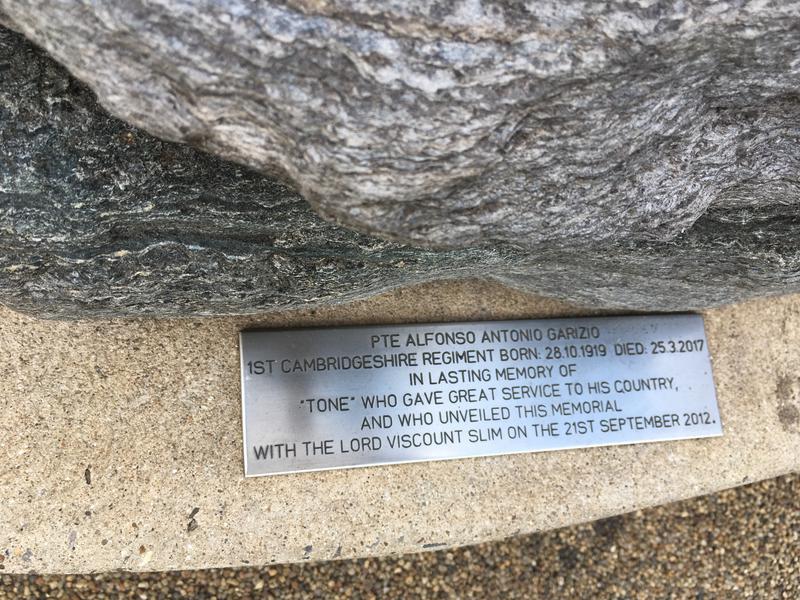 PTE ALFONSO ANTONIO GARIZIO
1ST CAMBRIDGESHIRE REGIMENT BORN: 28.10.1919 DIED: 25.3.2017
IN LASTING MEMORY OF
"TONE" WHO GAVE GREAT SERVICE TO HIS COUNTRY,
AND WHO UNVEILED THIS MEMORIAL
WITH THE LORD VISCOUNT SLIM ON THE 21ST SEPTEMBER 2012.